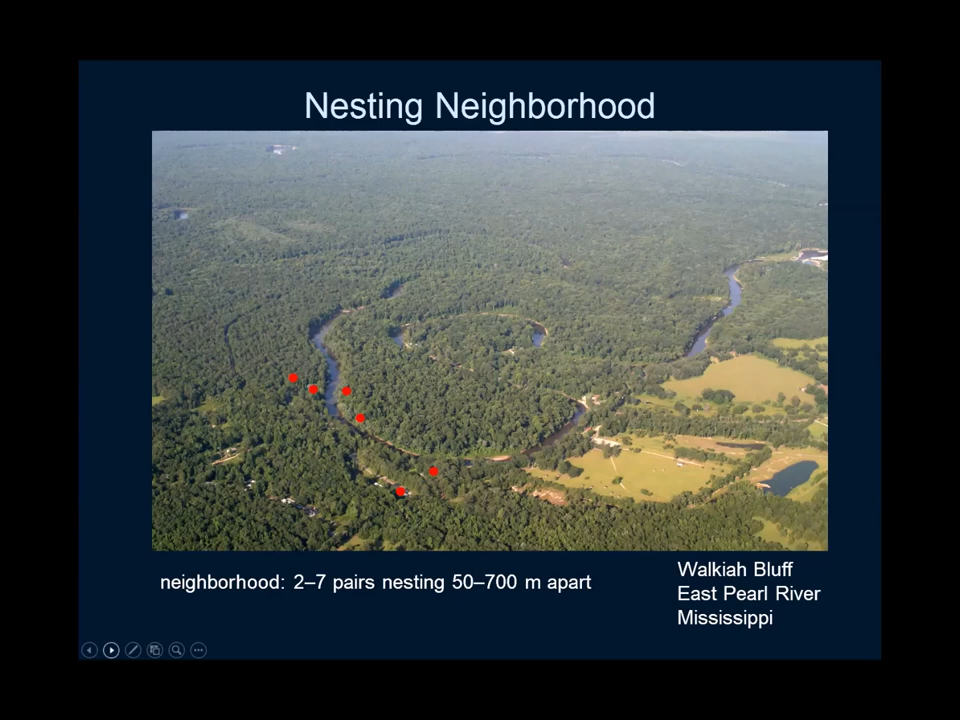 Nesting Neighborhood
neighborhood: 2–7 pairs nesting 50–700 m apart
Walkiah Bluff
East Pearl River
Mississippi